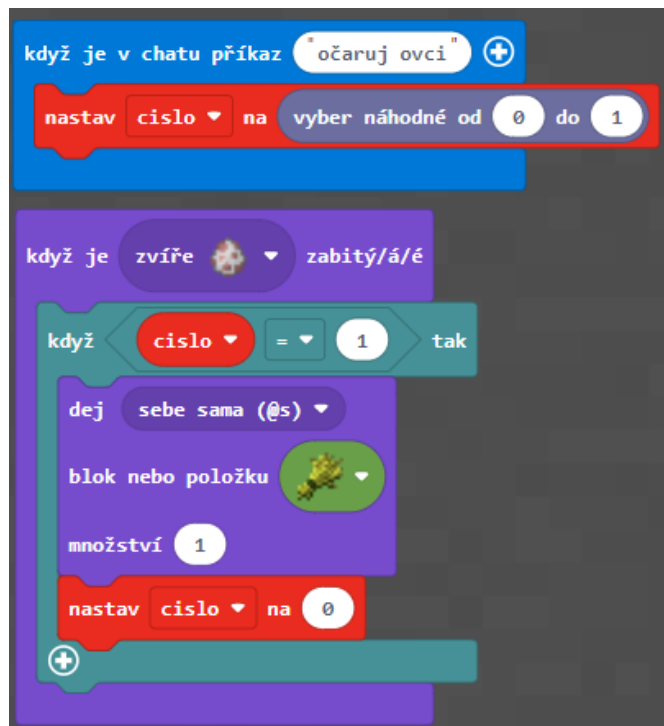 když je v chatu příkaz "očaruj ovci"
nastav cislo na vyber náhodné od 0 do 1
když je zvíře zabitý/á/é
když cislo = 1 tak
dej sebe sama (@s)
blok nebo položku
množství 1
nastav cislo na 0